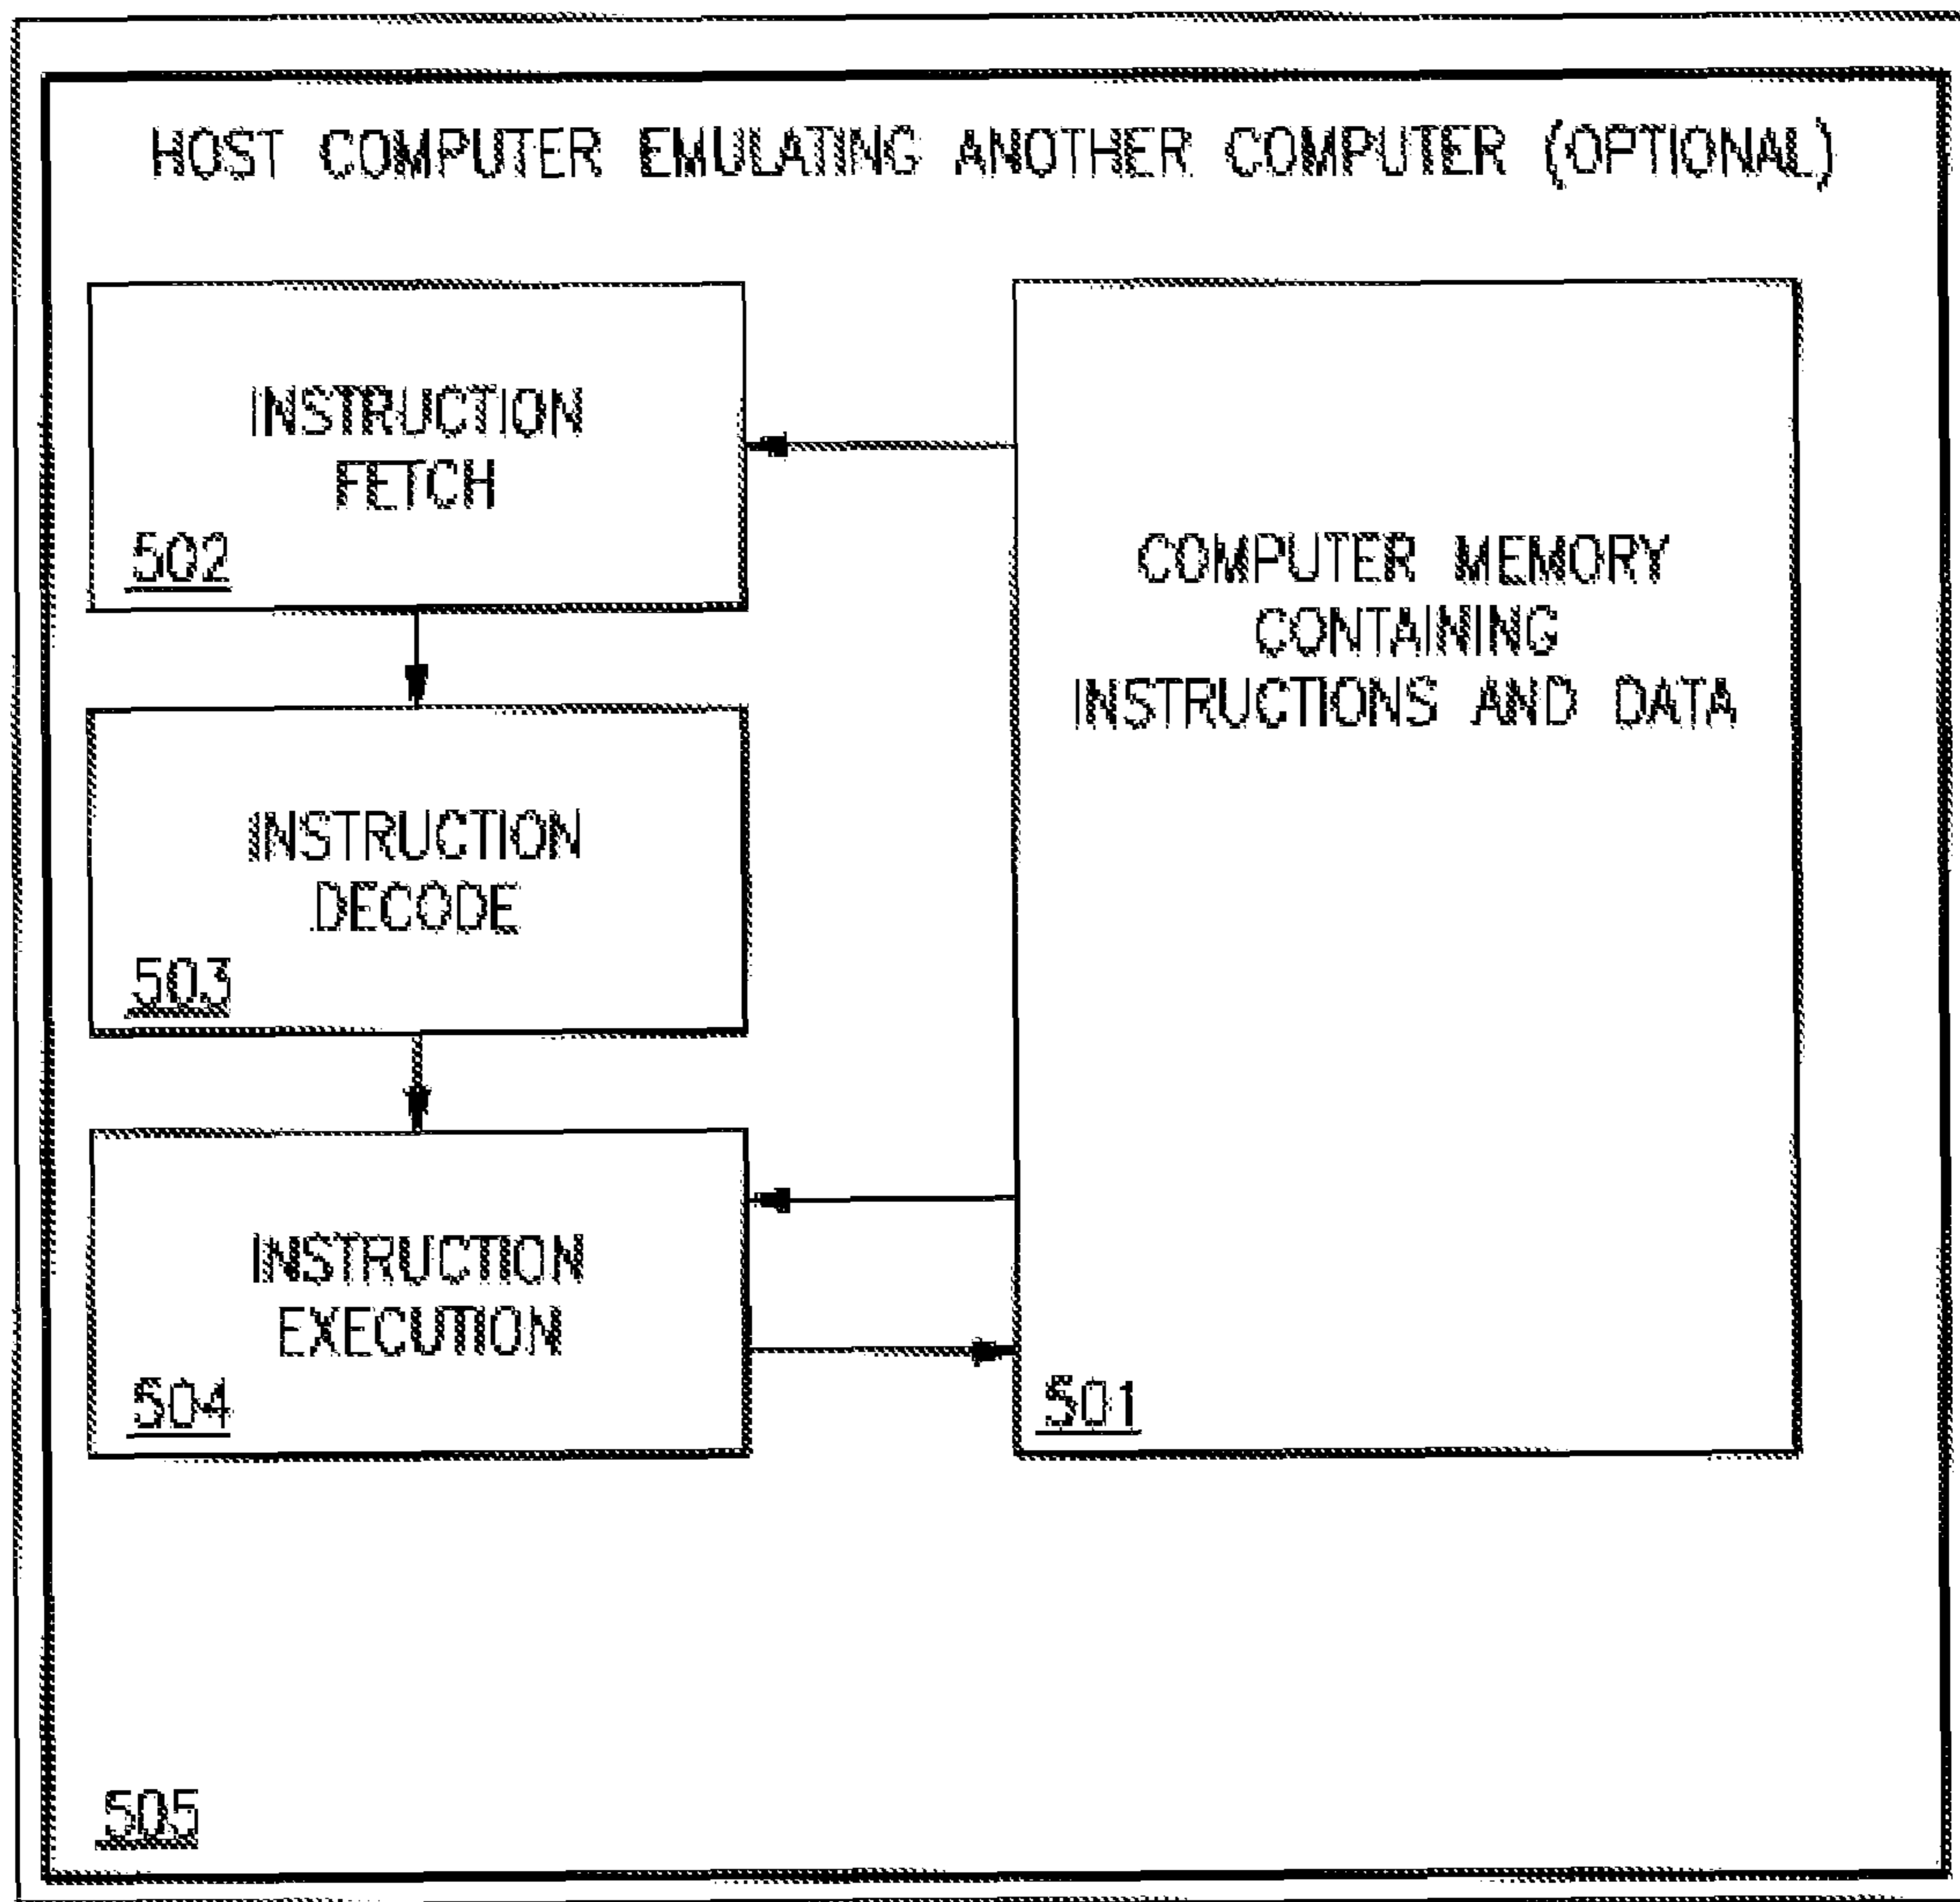 HOST COMPUTER EMULATING ANOTHER COMPUTER (OPTIONAL)
INSTRUCTION
FETCH
502
COMPUTER MEMORY
CONTAINING
INSTRUCTIONS AND DATA
INSTRUCTION
DECODE
503
INSTRUCTION
EXECUTION
504
501
505